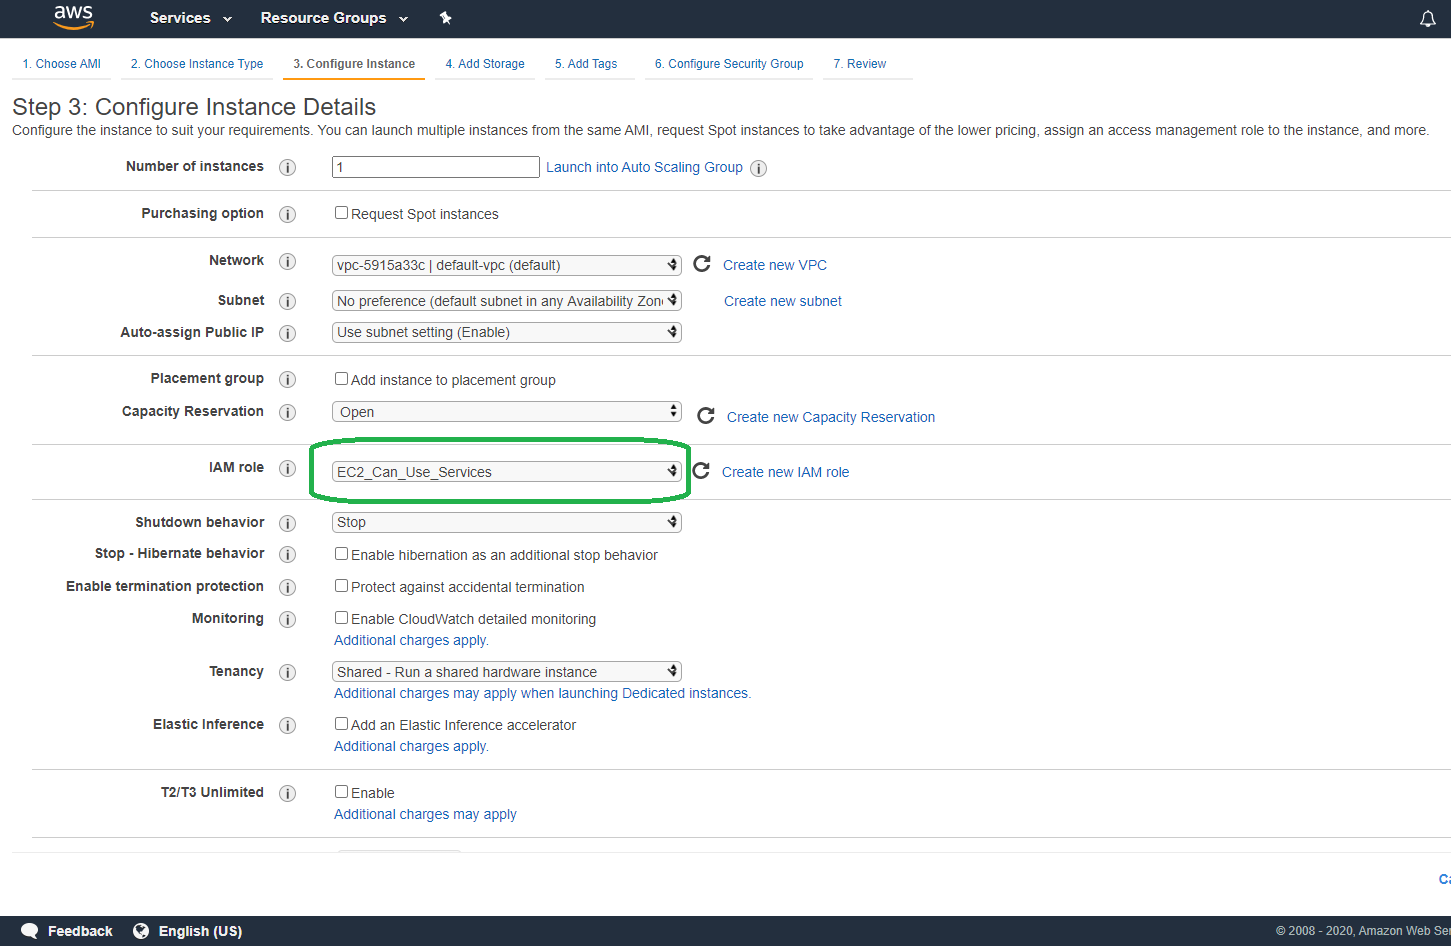 aws Services Resource Groups
1. Choose AMI 2. Choose Instance Type 3. Configure Instance 4. Add Storage 5. Add Tags 6. Configure Security Group 7. Review
Step 3: Configure Instance Details
Configure the instance to suit your requirements. You can launch multiple instances from the same AMI, request Spot instances to take advantage of the lower pricing, assign an access management role to the instance, and more.
Number of instances i 1 Launch into Auto Scaling Group i
Purchasing option i Request Spot instances
Network i vpc-5915a33c | default-vpc (default) Create new VPC
Subnet i No preference (default subnet in any Availability Zon Create new subnet
Auto-assign Public IP i Use subnet setting (Enable)
Placement group i Add instance to placement group
Capacity Reservation i Open Create new Capacity Reservation
IAM role i EC2_Can_Use_Services Create new IAM role
Shutdown behavior i Stop
Stop - Hibernate behavior i Enable hibernation as an additional stop behavior
Enable termination protection i Protect against accidental termination
Monitoring i Enable CloudWatch detailed monitoring
Additional charges apply.
Tenancy i Shared - Run a shared hardware instance
Additional charges may apply when launching Dedicated instances.
Elastic Inference i Add an Elastic Inference accelerator
Additional charges apply.
T2/T3 Unlimited i Enable
Additional charges may apply
Feedback English (US) © 2008 - 2020, Amazon Web